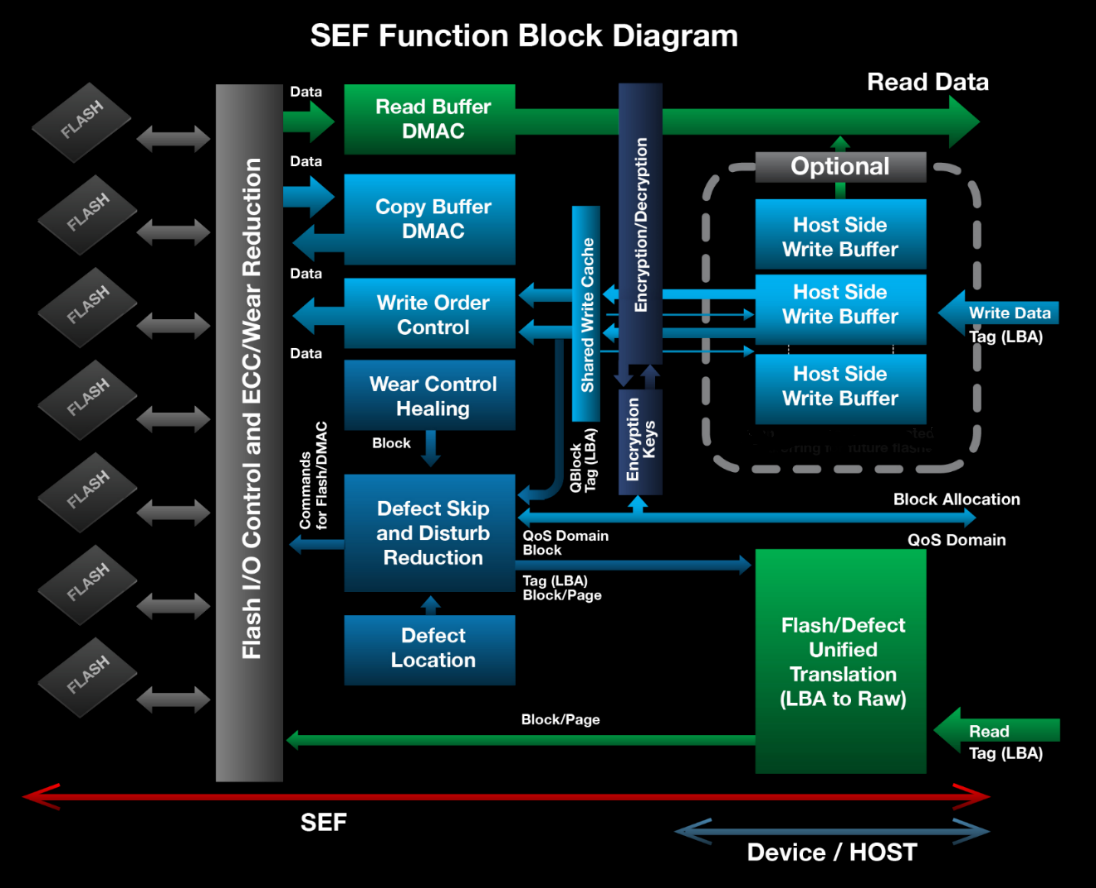 SEF Function Block Diagram
Read Data
FLASH
FLASH
FLASH
FLASH
FLASH
FLASH
FLASH
Flash I/O Control and ECC/Wear Reduction
Data
Read Buffer
DMAC
Data
Copy Buffer
DMAC
Data
Write Order
Control
Data
Wear Control
Healing
Block
Commands
for Flash/DMAC
Defect Skip
and Disturb
Reduction
Defect
Location
Shared Write Cache
QBlock
Tag (LBA)
Encryption/Decryption
Encryption
Keys
Optional
Host Side
Write Buffer
Host Side
Write Buffer
Host Side
Write Buffer
future flash
Write Data
Tag (LBA)
Block Allocation
QoS Domain
QoS Domain
Block
Tag (LBA)
Block/Page
Flash/Defect
Unified
Translation
(LBA to Raw)
Block/Page
Read
Tag (LBA)
SEF
Device / HOST